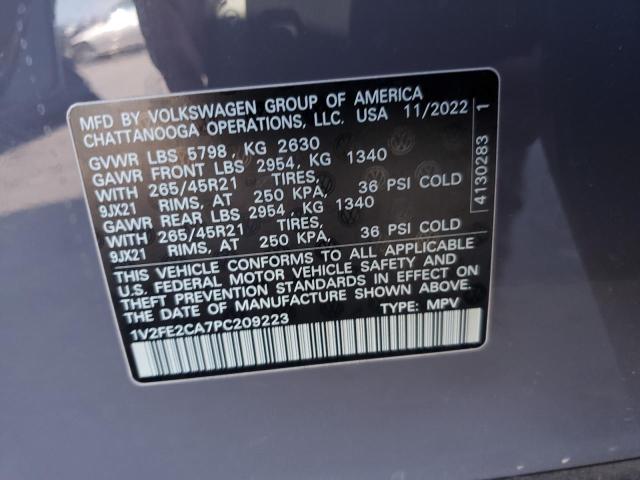 MFD BY VOLKSWAGEN GROUP OF AMERICA
CHATTANOOGA OPERATIONS, LLC. USA 11/2022
GVWR LBS 5798, KG 2630
GAWR FRONT LBS 2954, KG 1340
WITH 265/45R21 TIRES,
9JX21 RIMS, AT 250 KPA, 36 PSI COLD
GAWR REAR LBS 2954, KG 1340
WITH 265/45R21 TIRES,
9JX21 RIMS, AT 250 KPA, 36 PSI COLD
THIS VEHICLE CONFORMS TO ALL APPLICABLE
U.S. FEDERAL MOTOR VEHICLE SAFETY AND
THEFT PREVENTION STANDARDS IN EFFECT ON
THE DATE OF MANUFACTURE SHOWN ABOVE.
1V2FE2CA7PC209223 TYPE: MPV
4130283 1